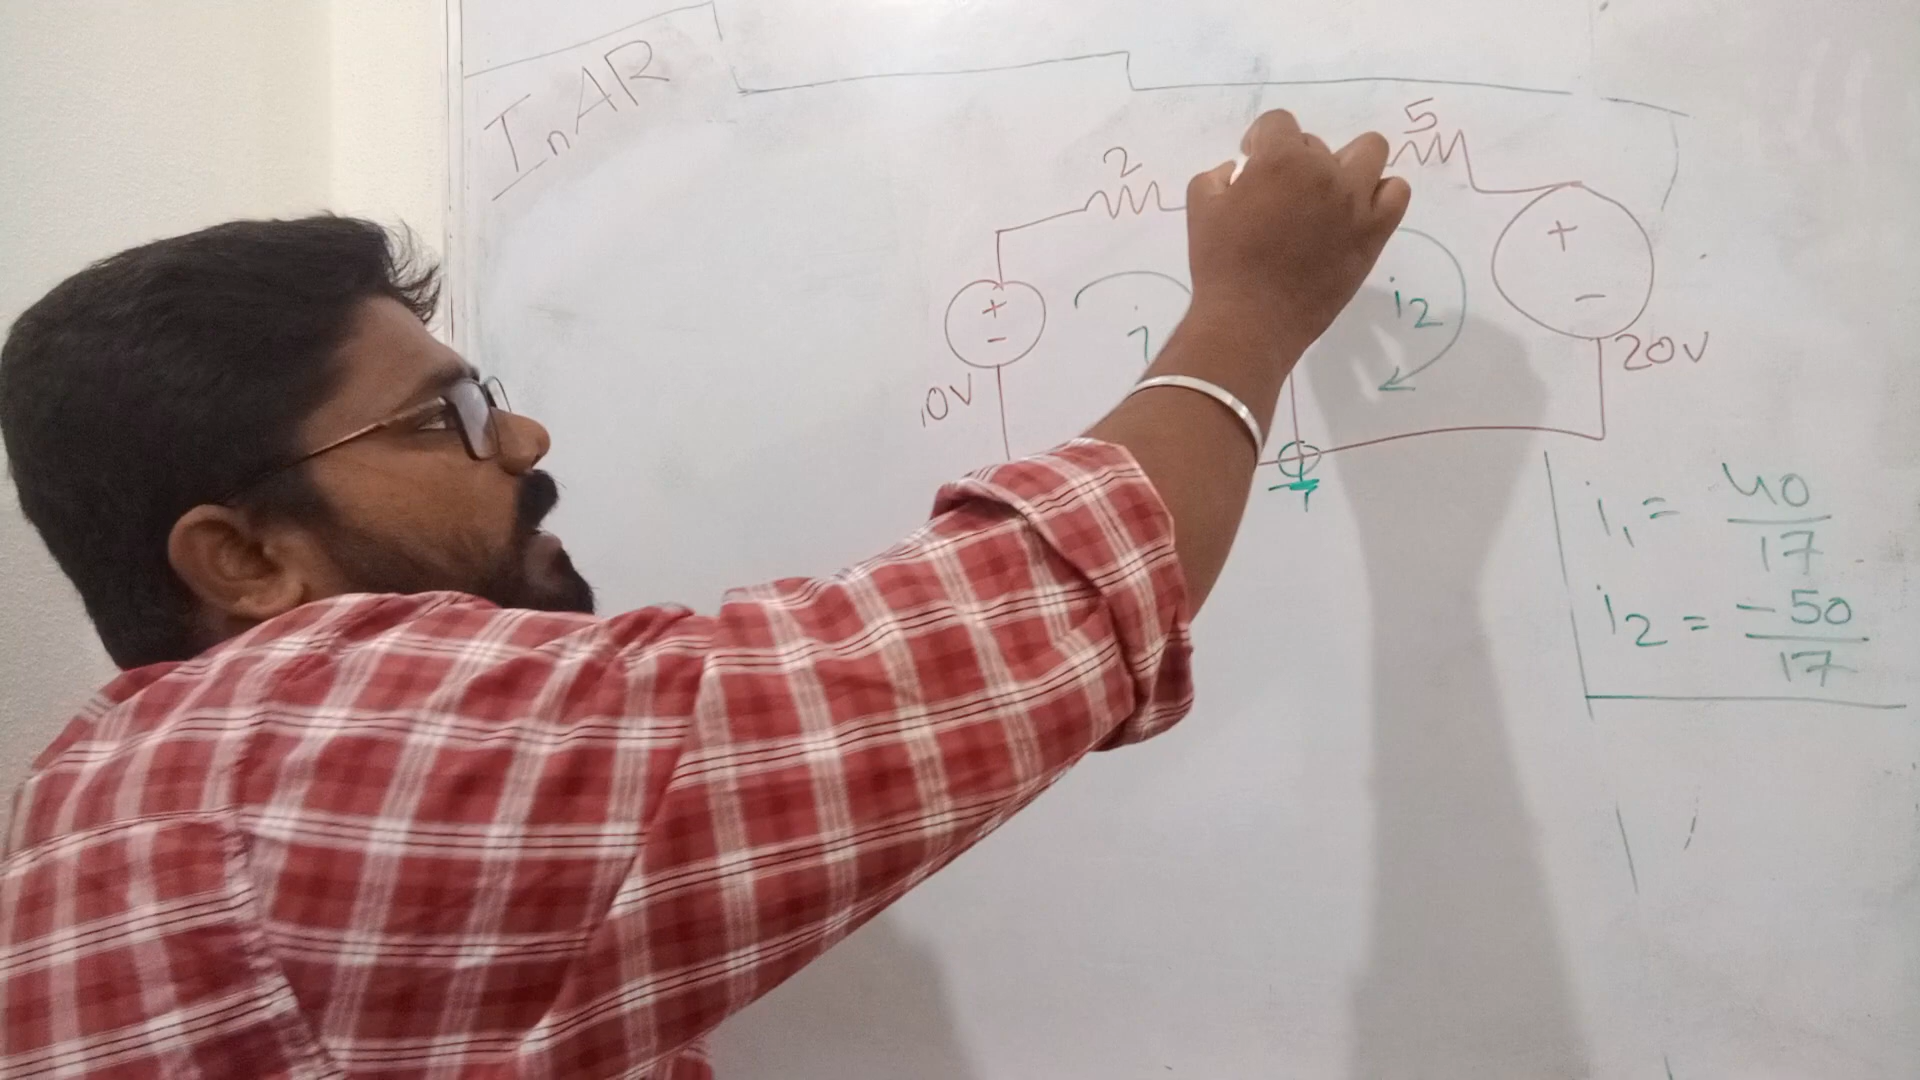 InAR
2
5
+
-
10V
i
+
-
i2
20V
i1 = 40/17
i2 = -50/17